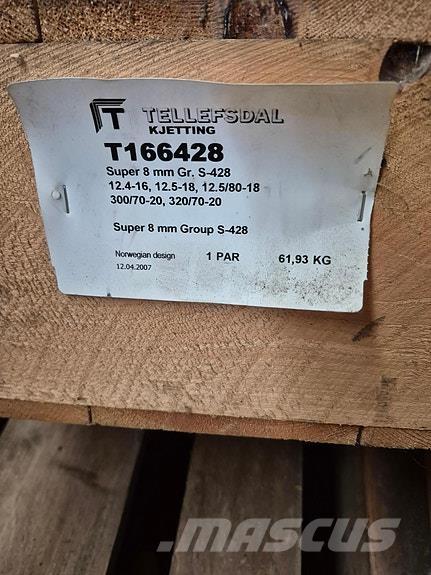 TT TELLEFSDAL
KJETTING
T166428
Super 8 mm Gr. S-428
12.4-16, 12.5-18, 12.5/80-18
300/70-20, 320/70-20
Super 8 mm Group S-428
Norwegian design 1 PAR 61,93 KG
12.04.2007
MASCUS